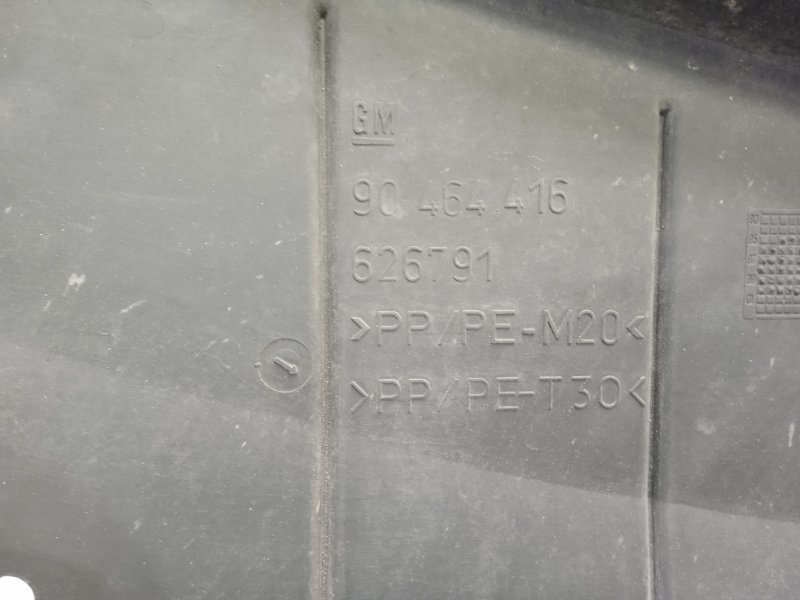 GM
90 464 416
626791
>PP/PE-M20<
>PP/PE-T30<